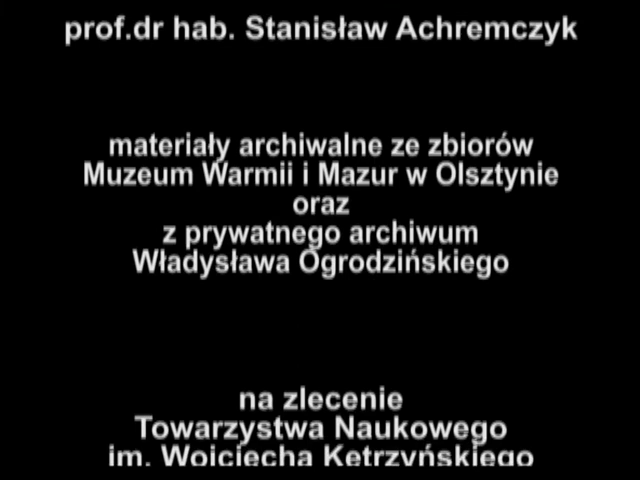 prof.dr hab. Stanisław Achremczyk
materiały archiwalne ze zbiorów
Muzeum Warmii i Mazur w Olsztynie
oraz
z prywatnego archiwum
Władysława Ogrodzińskiego
na zlecenie
Towarzystwa Naukowego
im. Wojciecha Kętrzyńskiego